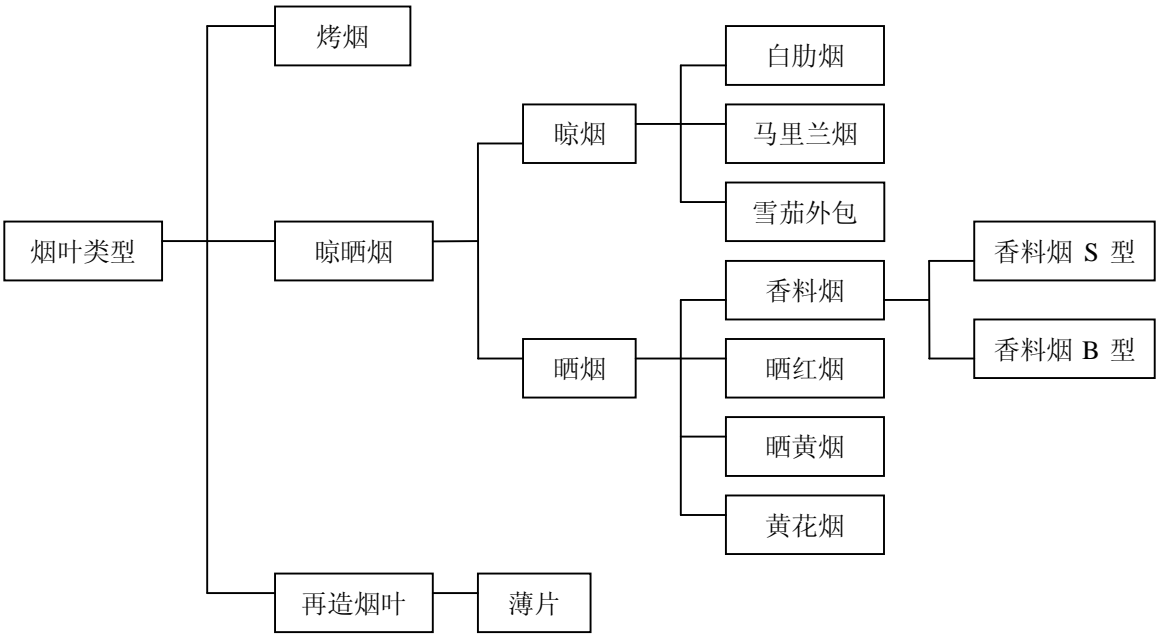 烤烟
白肋烟
晾烟
马里兰烟
雪茄外包
烟叶类型
晾晒烟
香料烟 S 型
香料烟
香料烟 B 型
晒烟
晒红烟
晒黄烟
黄花烟
再造烟叶
薄片